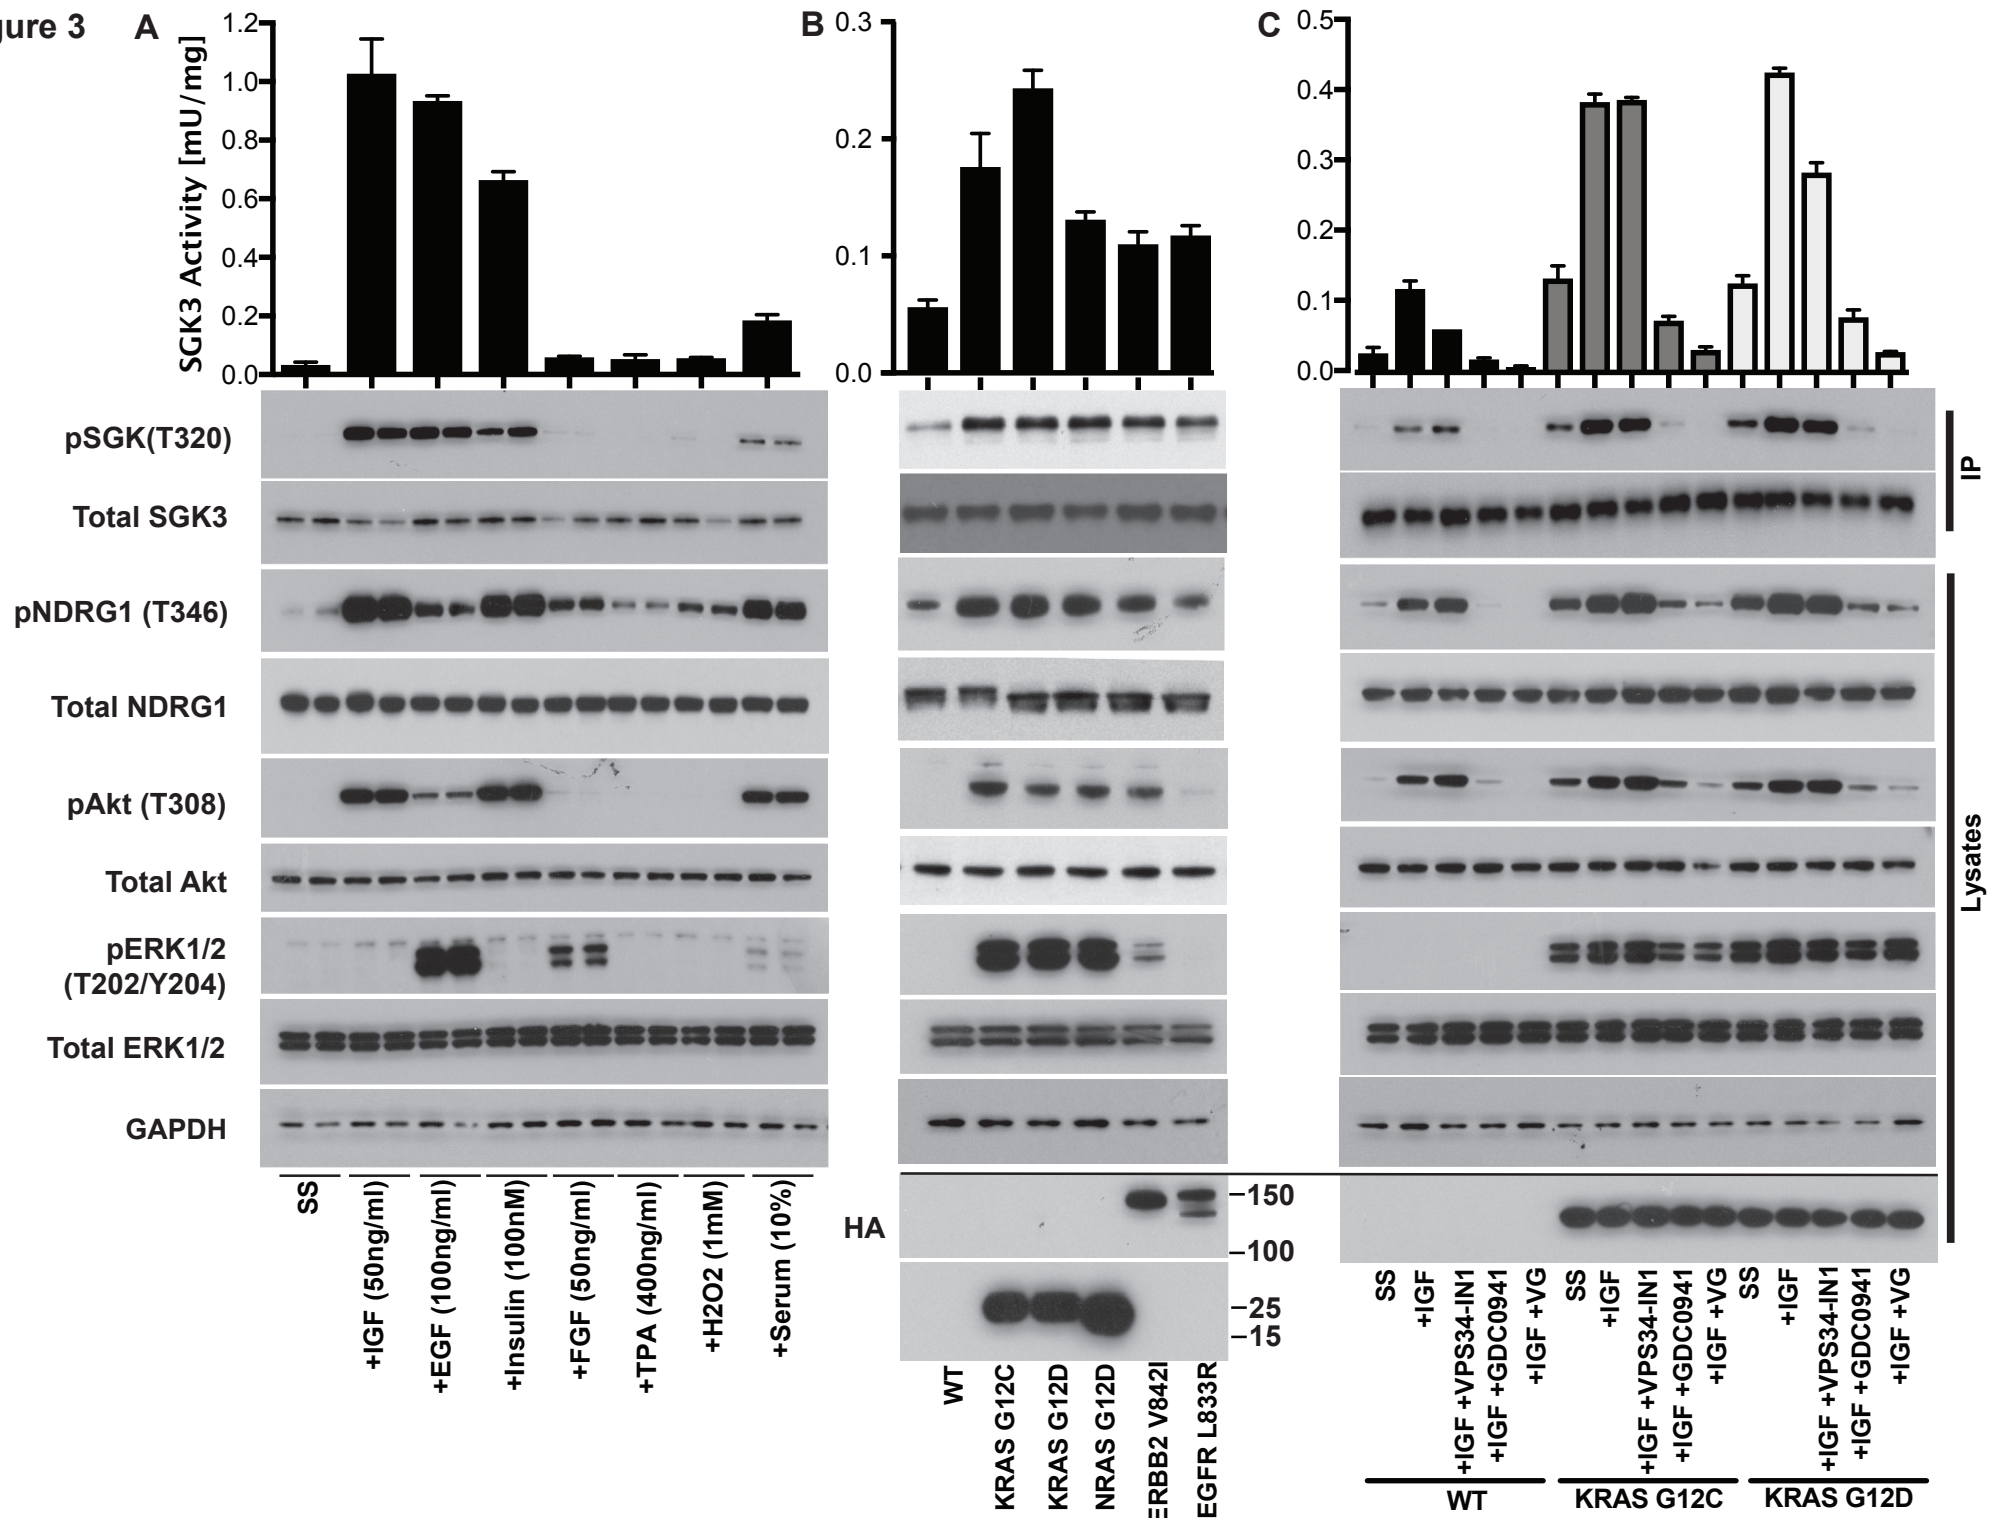 gure 3
A
SGK3 Activity [mU/mg]
1.2
1.0
0.8
0.6
0.4
0.2
0.0
B
0.3
0.2
0.1
0.0
C
0.5
0.4
0.3
0.2
0.1
0.0
pSGK(T320)
Total SGK3
pNDRG1 (T346)
Total NDRG1
pAkt (T308)
Total Akt
pERK1/2
(T202/Y204)
Total ERK1/2
GAPDH
IP
Lysates
SS
+IGF (50ng/ml)
+EGF (100ng/ml)
+Insulin (100nM)
+FGF (50ng/ml)
+TPA (400ng/ml)
+H2O2 (1mM)
+Serum (10%)
HA
–150
–100
–25
–15
WT
KRAS G12C
KRAS G12D
NRAS G12D
ERBB2 V842I
EGFR L833R
SS
+IGF
+IGF +VPS34-IN1
+IGF +GDC0941
+IGF +VG
SS
+IGF
+IGF +VPS34-IN1
+IGF +GDC0941
+IGF +VG
SS
+IGF
+IGF +VPS34-IN1
+IGF +GDC0941
+IGF +VG
WT
KRAS G12C
KRAS G12D